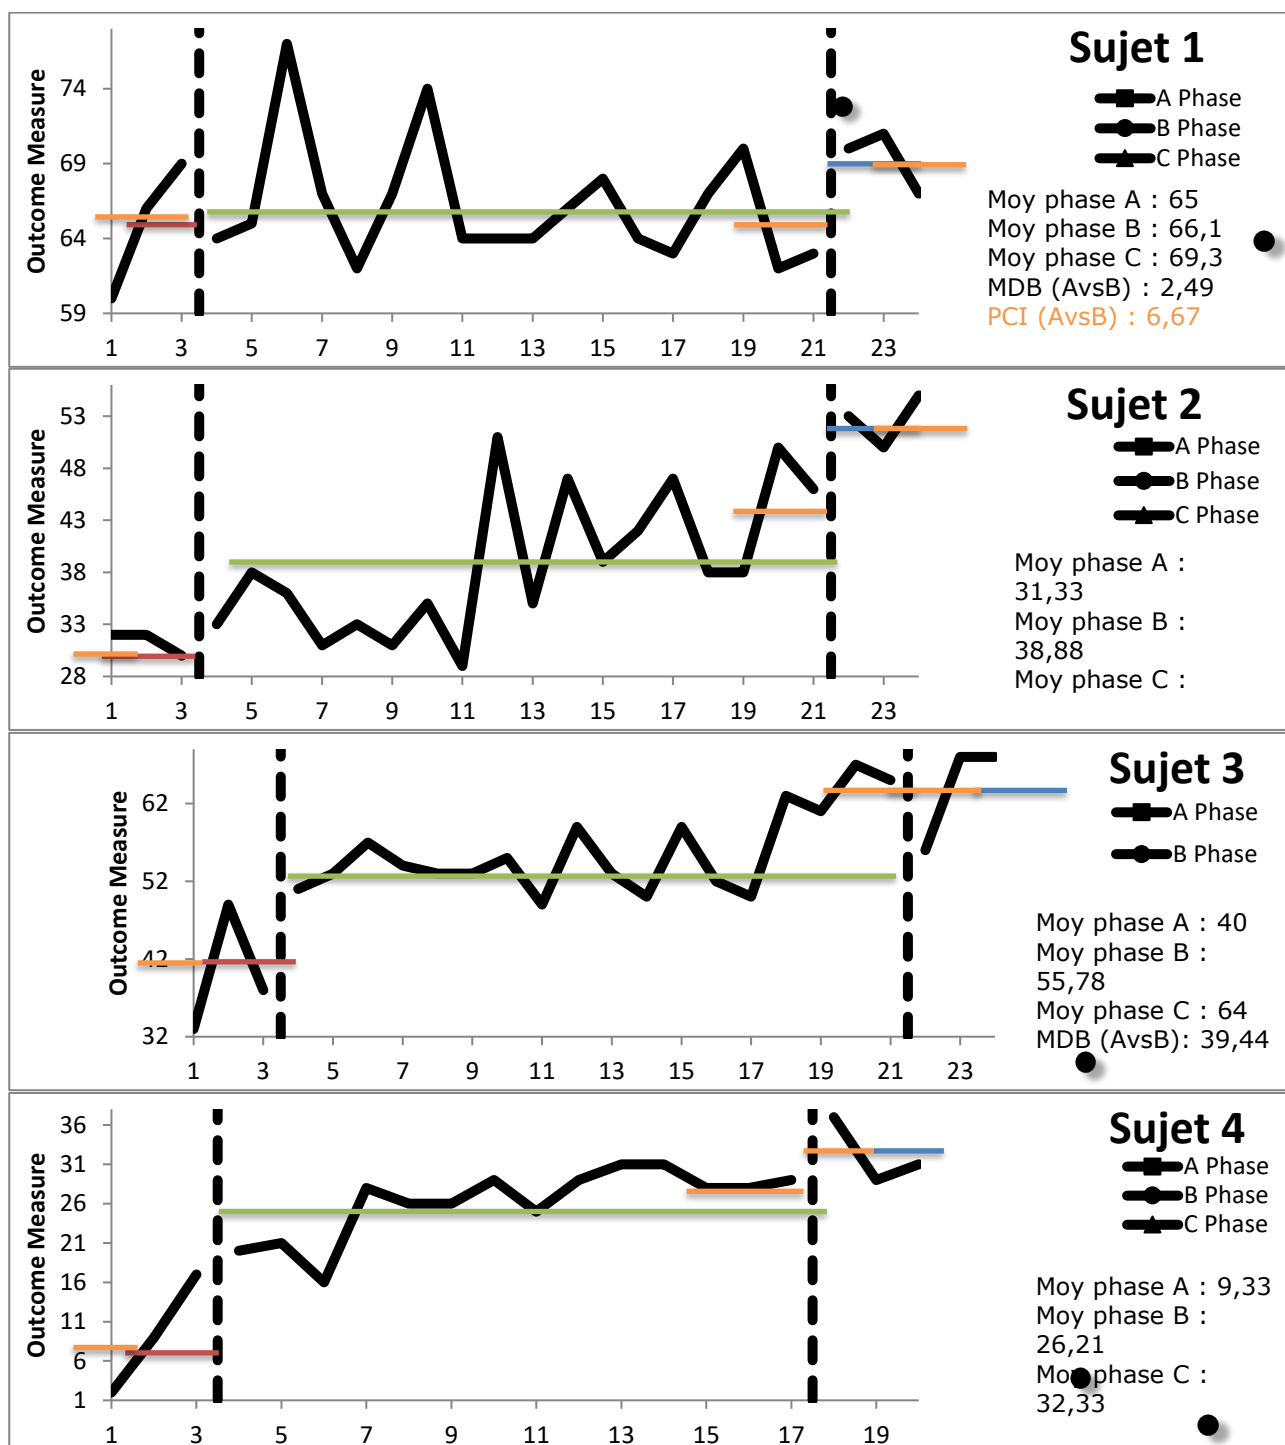 Sujet 1
Outcome Measure
74
69
64
59
1 3 5 7 9 11 13 15 17 19 21 23
A Phase
B Phase
C Phase
Moy phase A : 65
Moy phase B : 66,1
Moy phase C : 69,3
MDB (AvsB) : 2,49
PCI (AvsB) : 6,67
Sujet 2
Outcome Measure
53
48
43
38
33
28
1 3 5 7 9 11 13 15 17 19 21 23
A Phase
B Phase
C Phase
Moy phase A :
31,33
Moy phase B :
38,88
Moy phase C :
Sujet 3
Outcome Measure
62
52
42
32
1 3 5 7 9 11 13 15 17 19 21 23
A Phase
B Phase
Moy phase A : 40
Moy phase B :
55,78
Moy phase C : 64
MDB (AvsB): 39,44
Sujet 4
Outcome Measure
36
31
26
21
16
11
6
1
1 3 5 7 9 11 13 15 17 19
A Phase
B Phase
C Phase
Moy phase A : 9,33
Moy phase B :
26,21
Moy phase C :
32,33